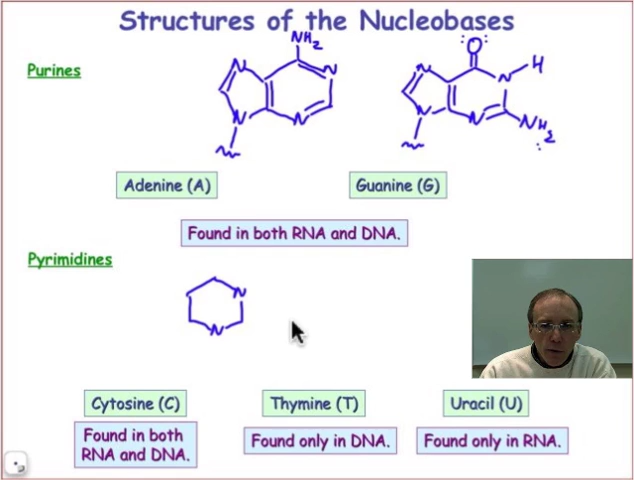 Structures of the Nucleobases
NH2
Purines
N
N
N
N
:O:
N
N
H
N
N
NH2
:
Adenine (A)
Guanine (G)
Found in both RNA and DNA.
Pyrimidines
N
N
Cytosine (C)
Thymine (T)
Uracil (U)
Found in both
RNA and DNA.
Found only in DNA.
Found only in RNA.